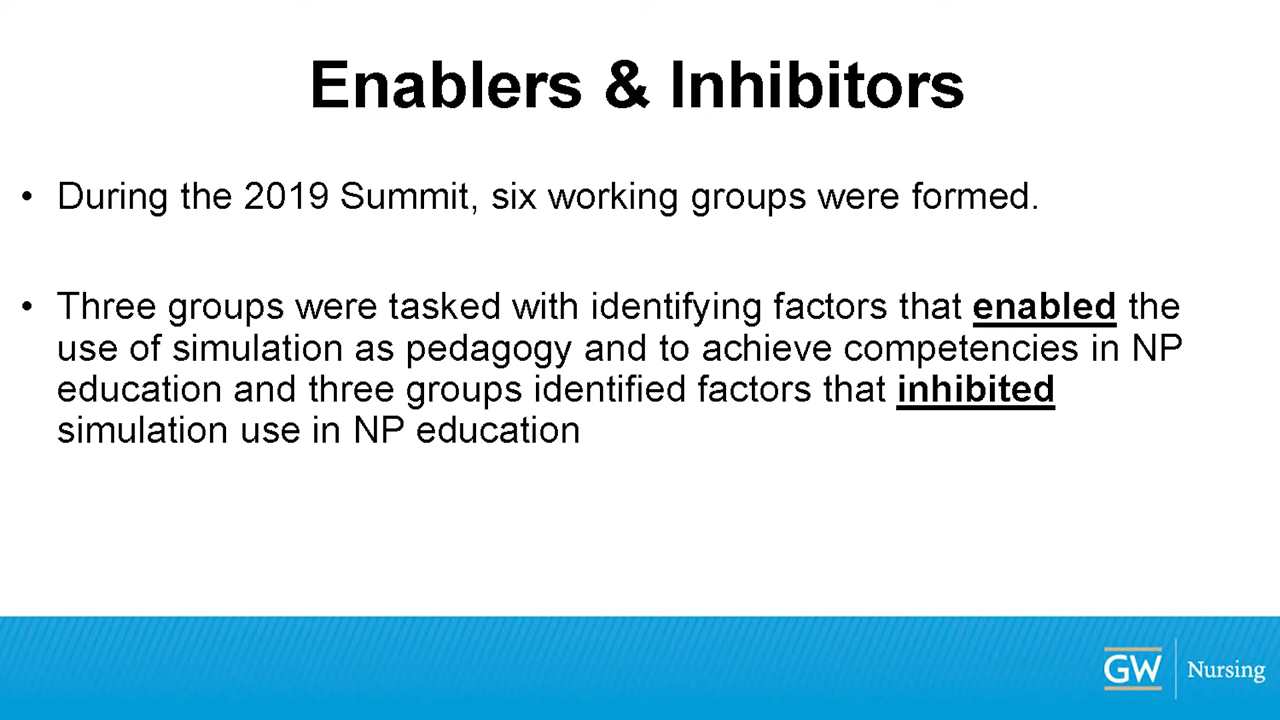 Enablers & Inhibitors
• During the 2019 Summit, six working groups were formed.
• Three groups were tasked with identifying factors that enabled the
use of simulation as pedagogy and to achieve competencies in NP
education and three groups identified factors that inhibited
simulation use in NP education
GW Nursing